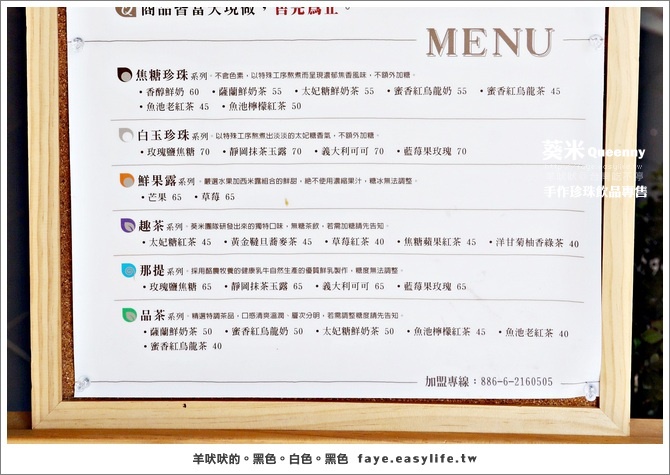 商品皆當天現做，售完為止。
MENU
焦糖珍珠系列。不含色素，以特殊工序熬煮而呈現濃郁焦香風味，不額外加糖。
•香醇鮮奶 60 •薩蘭鮮奶茶 55 •太妃糖鮮奶茶 55 •蜜香紅烏龍奶 55 •蜜香紅烏龍茶 45
•魚池老紅茶 45 •魚池檸檬紅茶 50
白玉珍珠系列。以特殊工序熬煮出淡淡的太妃糖香氣，不額外加糖。
•玫瑰鹽焦糖 70 •靜岡抹茶玉露 70 •義大利可可 70 •藍莓果玫瑰 70
鮮果露系列。嚴選水果加西米露組合的鮮甜，絕不使用濃縮果汁，糖冰無法調整。
•芒果 65 •草莓 65
趣茶系列。葵米團隊研發出來的獨特口味，無糖茶飲，若需加糖請先告知。
•太妃糖紅茶 45 •黃金韃旦蕎麥茶 45 •草莓紅茶 40 •焦糖蘋果紅茶 45 •洋甘菊柚香綠茶 40
那提系列。採用酪農牧養的健康乳牛自然生產的優質鮮乳製作，糖度無法調整。
•玫瑰鹽焦糖 65 •靜岡抹茶玉露 65 •義大利可可 65 •藍莓果玫瑰 65
品茶系列。精選特調茶品，口感清爽溫潤、層次分明，若需調整糖度請先告知。
•薩蘭鮮奶茶 50 •蜜香紅烏龍奶 50 •太妃糖鮮奶茶 50 •魚池檸檬紅茶 45 •魚池老紅茶 40
•蜜香紅烏龍茶 40
加盟專線：886-6-2160505
葵米 Queenmy
手作珍珠飲品專售
羊吠吠的。黑色。白色。黑色 faye.easylife.tw